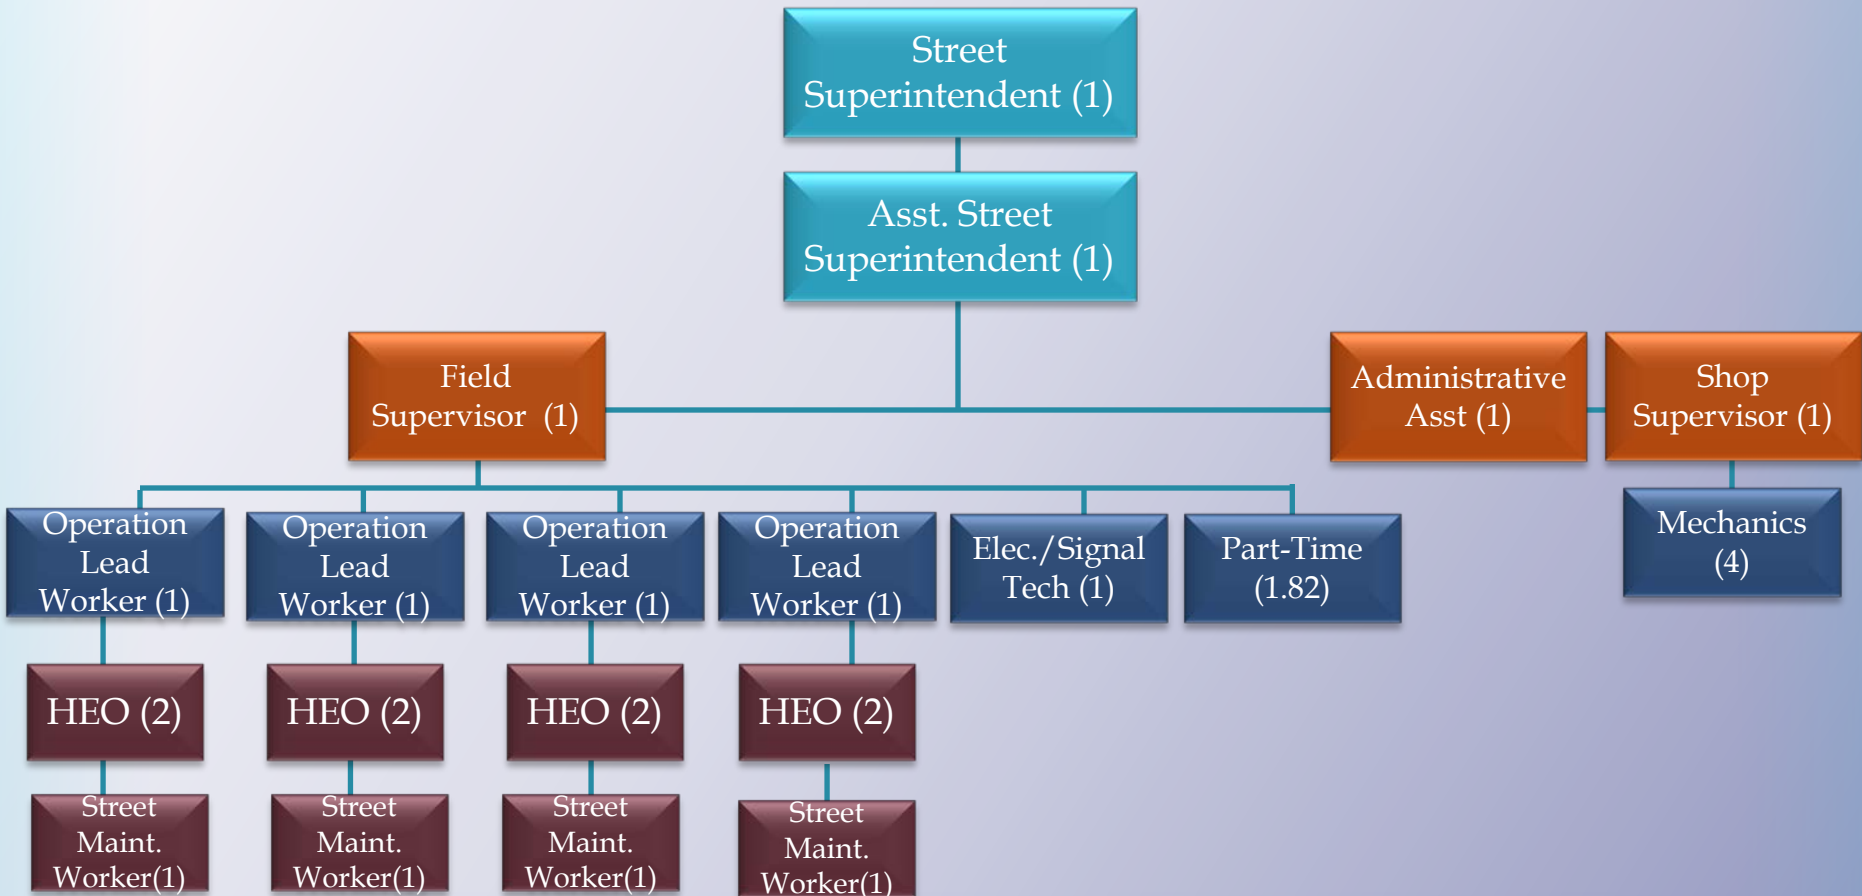 Street
Superintendent (1)
Asst. Street
Superintendent (1)
Field
Supervisor  (1)
Administrative
Asst (1)
Shop
Supervisor (1)
Operation
Lead
Worker (1)
Operation
Lead
Worker (1)
Operation
Lead
Worker (1)
Operation
Lead
Worker (1)
Elec./Signal
Tech (1)
Part-Time
(1.82)
Mechanics
(4)
HEO (2)
HEO (2)
HEO (2)
HEO (2)
Street
Maint.
Worker(1)
Street
Maint.
Worker(1)
Street
Maint.
Worker(1)
Street
Maint.
Worker(1)